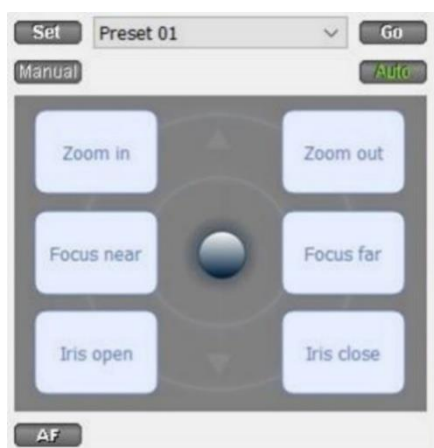 Set Preset 01 Go
Manual Auto
Zoom in Zoom out
Focus near Focus far
Iris open Iris close
AF